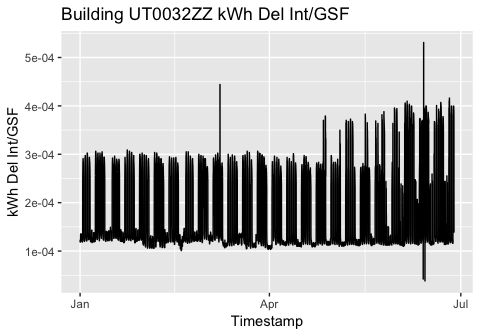 Building UT0032ZZ kWh Del Int/GSF
kWh Del Int/GSF
5e-04
4e-04
3e-04
2e-04
1e-04
Jan
Apr
Jul
Timestamp